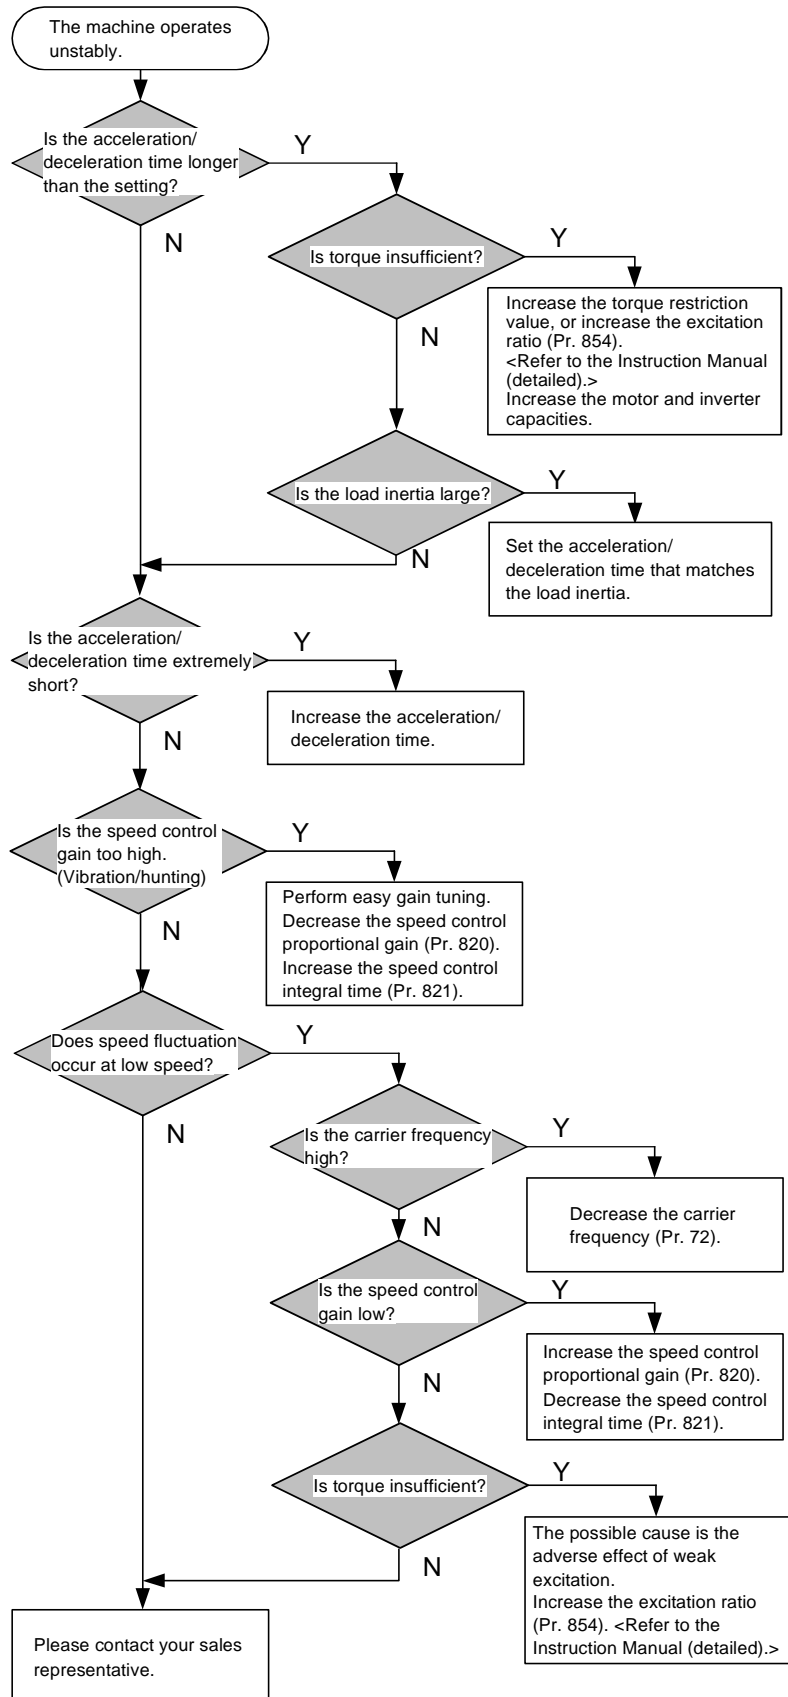 The machine operates
unstably.
Is the acceleration/
deceleration time longer
than the setting?
Y
N
Is torque insufficient?
Y
N
Increase the torque restriction
value, or increase the excitation
ratio (Pr. 854).
<Refer to the Instruction Manual
(detailed).>
Increase the motor and inverter
capacities.
Is the load inertia large?
Y
N
Set the acceleration/
deceleration time that matches
the load inertia.
Is the acceleration/
deceleration time extremely
short?
Y
N
Increase the acceleration/
deceleration time.
Is the speed control
gain too high.
(Vibration/hunting)
Y
N
Perform easy gain tuning.
Decrease the speed control
proportional gain (Pr. 820).
Increase the speed control
integral time (Pr. 821).
Does speed fluctuation
occur at low speed?
Y
N
Is the carrier frequency
high?
Y
N
Decrease the carrier
frequency (Pr. 72).
Is the speed control
gain low?
Y
N
Increase the speed control
proportional gain (Pr. 820).
Decrease the speed control
integral time (Pr. 821).
Is torque insufficient?
Y
N
The possible cause is the
adverse effect of weak
excitation.
Increase the excitation ratio
(Pr. 854). <Refer to the
Instruction Manual (detailed).>
Please contact your sales
representative.